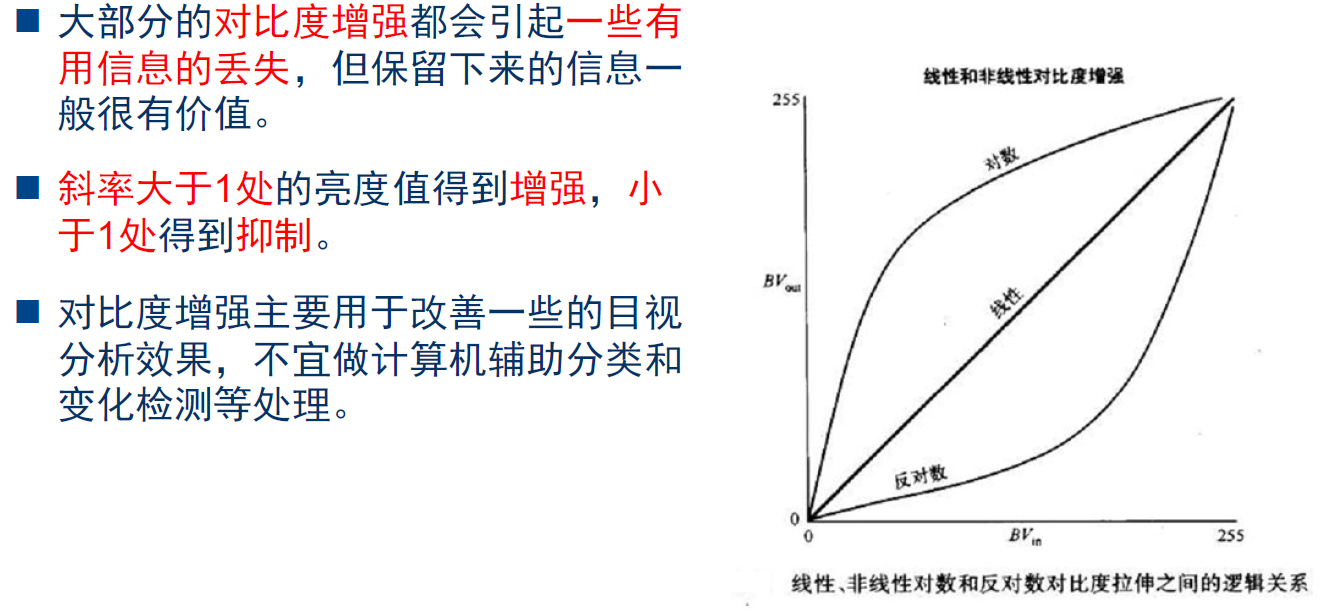 ■ 大部分的对比度增强都会引起一些有
用信息的丢失，但保留下来的信息一
般很有价值。
■ 斜率大于1处的亮度值得到增强，小
于1处得到抑制。
■ 对比度增强主要用于改善一些的目视
分析效果，不宜做计算机辅助分类和
变化检测等处理。
线性和非线性对比度增强
255
对数
BVout
线性
反对数
0
0
BVin
255
线性、非线性对数和反对数对比度拉伸之间的逻辑关系